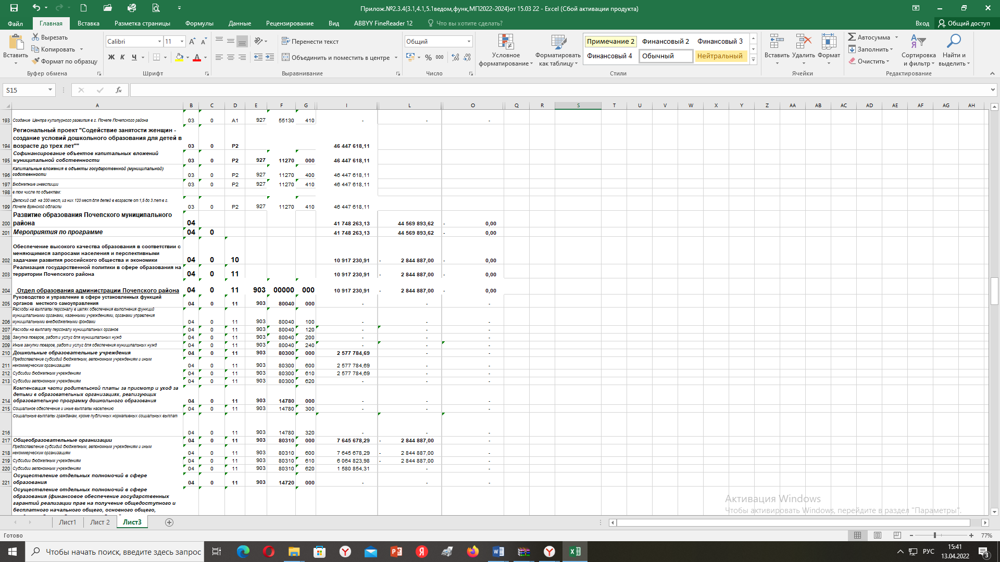 Прилож.№2.3.4(3.1,4.1,5.1ведом,функ,МП2022-2024)от 15.03 22 - Excel (Сбой активации продукта)
Файл Главная Вставка Разметка страницы Формулы Данные Рецензирование Вид ABBYY FineReader 12 Что вы хотите сделать? Вход Общий доступ
Вставить Вырезать Копировать Формат по образцу Буфер обмена
Calibri 11 Ж К Ч Шрифт
Перенести текст Объединить и поместить в центре Выравнивание
Общий % 000 Число
Условное форматирование Форматировать как таблицу
Примечание 2 Финансовый 2 Финансовый 3
Финансовый 4 Обычный Нейтральный
Стили
Вставить Удалить Формат Ячейки
Автосумма Заполнить Очистить Сортировка и фильтр Найти и выделить Редактирование
S15 fx
A B C D E F G I L O Q R S T U V W X Y Z AA AB AC AD AE AF AG AH
193 Создание Центра культурного развития в г. Почепе Почепского района 03 0 A1 927 55130 410 - - -
Региональный проект "Содействие занятости женщин -
создание условий дошкольного образования для детей в
194 возрасте до трех лет"" 03 0 P2 46 447 618,11
Софинансирование объектов капитальных вложений
195 муниципальной собственности 03 0 P2 927 11270 000 46 447 618,11
Капитальные вложения в объекты государственной (муниципальной)
196 собственности 03 0 P2 927 11270 400 46 447 618,11
197 Бюджетные инвестиции 03 0 P2 927 11270 410 46 447 618,11
198 в том числе по объектам:
Детский сад на 200 мест, из них 120 мест для детей в возрасте от 1,5 до 3 лет в г.
199 Почепе Брянской области 03 0 P2 927 11270 410 46 447 618,11
Развитие образования Почепского муниципального
200 района 04 41 748 263,13 44 569 893,62 - 0,00
201 Мероприятия по программе 04 0 41 748 263,13 44 569 893,62 - 0,00
Обеспечение высокого качества образования в соответствии с
меняющимися запросами населения и перспективными
202 задачами развития российского общества и экономики 04 0 10 10 917 230,91 - 2 844 887,00 - 0,00
Реализация государственной политики в сфере образования на
203 территории Почепского района 04 0 11 10 917 230,91 - 2 844 887,00 - 0,00
204 Отдел образования администрации Почепского района 04 0 11 903 00000 000 10 917 230,91 - 2 844 887,00 - 0,00
Руководство и управление в сфере установленных функций
205 органов местного самоуправления 04 0 11 903 80040 000 - - -
Расходы на выплаты персоналу в целях обеспечения выполнения функций
муниципальными органами, казенными учреждениями, органами управления
206 муниципальными внебюджетными фондами 04 0 11 903 80040 100 - - -
207 Расходы на выплату персоналу муниципальных органов 04 0 11 903 80040 120 - - -
208 Закупка товаров, работ и услуг для муниципальных нужд 04 0 11 903 80040 200 - - -
209 Иные закупки товаров, работ и услуг для обеспечения муниципальных нужд 04 0 11 903 80040 240 - - -
210 Дошкольные образовательные учреждения 04 0 11 903 80300 000 2 577 784,69 - -
Предоставление субсидий бюджетным, автономным учреждениям и иным
211 некоммерческим организациям 04 0 11 903 80300 600 2 577 784,69 - -
212 Субсидии бюджетным учреждениям 04 0 11 903 80300 610 2 577 784,69 - -
213 Субсидии автономным учреждениям 04 0 11 903 80300 620 - - -
Компенсация части родительской платы за присмотр и уход за
детьми в образовательных организациях, реализующих
214 образовательную программу дошкольного образования 04 0 11 903 14780 000 - - -
215 Социальное обеспечение и иные выплаты населению 04 0 11 903 14780 300 - - -
Социальные выплаты гражданам, кроме публичных нормативных социальных выплат
216 04 0 11 903 14780 320 - - -
217 Общеобразовательные организации 04 0 11 903 80310 000 7 645 678,29 - 2 844 887,00 -
Предоставление субсидий бюджетным, автономным учреждениям и иным
218 некоммерческим организациям 04 0 11 903 80310 600 7 645 678,29 - 2 844 887,00 -
219 Субсидии бюджетным учреждениям 04 0 11 903 80310 610 6 064 823,98 - 2 844 887,00 -
220 Субсидии автономным учреждениям 04 0 11 903 80310 620 1 580 854,31 - -
Осуществление отдельных полномочий в сфере
221 образования 04 0 11 903 14720 000 - - -
Осуществление отдельных полномочий в сфере
образования (финансовое обеспечение государственных
гарантий реализации прав на получение общедоступного и
бесплатного начального общего, основного общего,
Активация Windows
Чтобы активировать Windows, перейдите в раздел "Параметры".
Лист1 Лист 2 Лист3
Готово 77%
Чтобы начать поиск, введите здесь запрос
РУС 15:41
13.04.2022 3